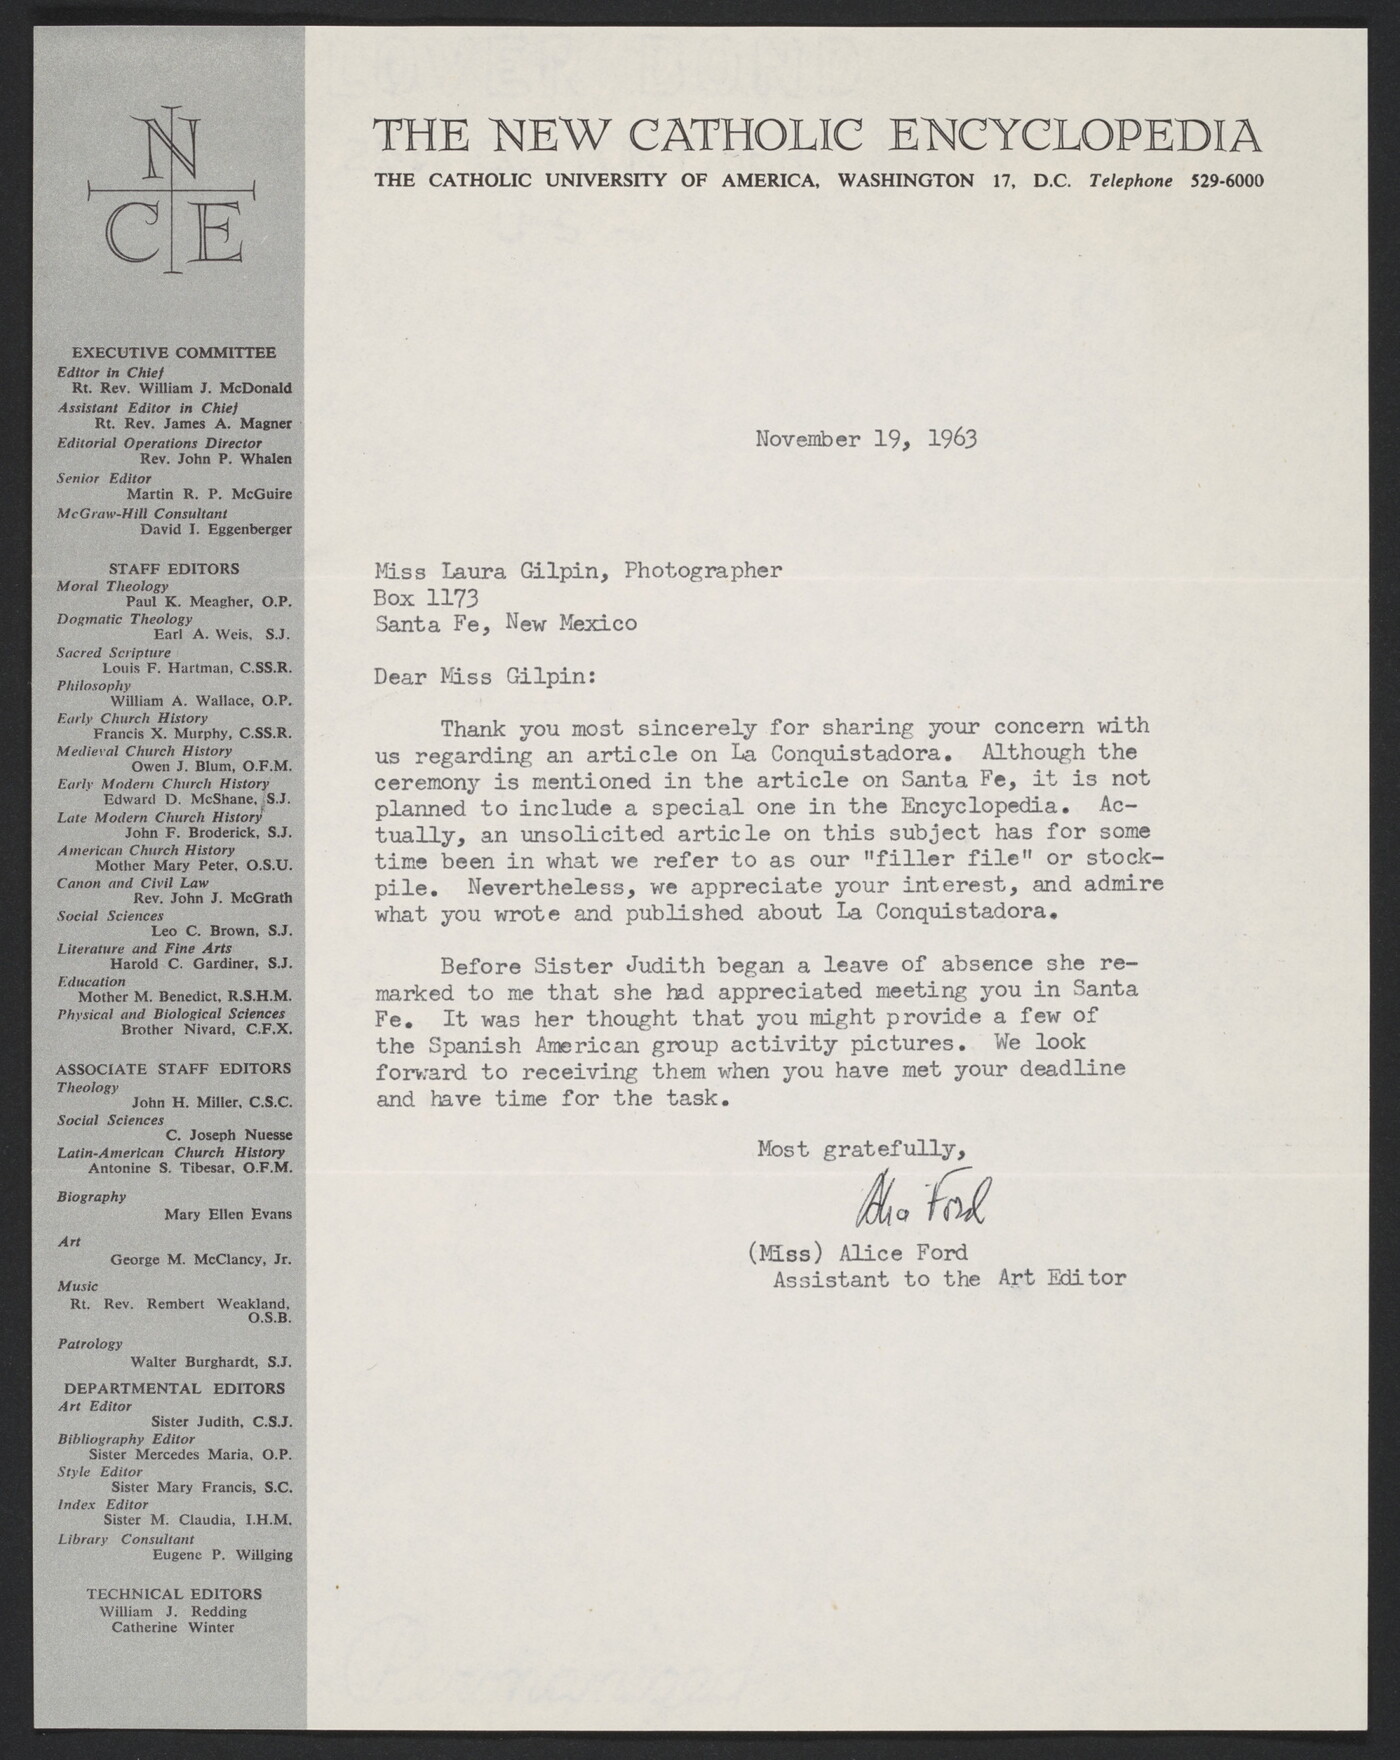 N
C E
EXECUTIVE COMMITTEE
Editor in Chief
Rt. Rev. William J. McDonald
Assistant Editor in Chief
Rt. Rev. James A. Magner
Editorial Operations Director
Rev. John P. Whalen
Senior Editor
Martin R. P. McGuire
McGraw-Hill Consultant
David I. Eggenberger
STAFF EDITORS
Moral Theology
Paul K. Meagher, O.P.
Dogmatic Theology
Earl A. Weis, S.J.
Sacred Scripture
Louis F. Hartman, C.SS.R.
Philosophy
William A. Wallace, O.P.
Early Church History
Francis X. Murphy, C.SS.R.
Medieval Church History
Owen J. Blum, O.F.M.
Early Modern Church History
Edward D. McShane, S.J.
Late Modern Church History
John F. Broderick, S.J.
American Church History
Mother Mary Peter, O.S.U.
Canon and Civil Law
Rev. John J. McGrath
Social Sciences
Leo C. Brown, S.J.
Literature and Fine Arts
Harold C. Gardiner, S.J.
Education
Mother M. Benedict, R.S.H.M.
Physical and Biological Sciences
Brother Nivard, C.F.X.
ASSOCIATE STAFF EDITORS
Theology
John H. Miller, C.S.C.
Social Sciences
C. Joseph Nuesse
Latin-American Church History
Antonine S. Tibesar, O.F.M.
Biography
Mary Ellen Evans
Art
George M. McClancy, Jr.
Music
Rt. Rev. Rembert Weakland,
O.S.B.
Patrology
Walter Burghardt, S.J.
DEPARTMENTAL EDITORS
Art Editor
Sister Judith, C.S.J.
Bibliography Editor
Sister Mercedes Maria, O.P.
Style Editor
Sister Mary Francis, S.C.
Index Editor
Sister M. Claudia, I.H.M.
Library Consultant
Eugene P. Willging
TECHNICAL EDITORS
William J. Redding
Catherine Winter
THE NEW CATHOLIC ENCYCLOPEDIA
THE CATHOLIC UNIVERSITY OF AMERICA, WASHINGTON 17, D.C. Telephone 529-6000
November 19, 1963
Miss Laura Gilpin, Photographer
Box 1173
Santa Fe, New Mexico
Dear Miss Gilpin:
Thank you most sincerely for sharing your concern with
us regarding an article on La Conquistadora. Although the
ceremony is mentioned in the article on Santa Fe, it is not
planned to include a special one in the Encyclopedia. Ac-
tually, an unsolicited article on this subject has for some
time been in what we refer to as our "filler file" or stock-
pile. Nevertheless, we appreciate your interest, and admire
what you wrote and published about La Conquistadora.
Before Sister Judith began a leave of absence she re-
marked to me that she had appreciated meeting you in Santa
Fe. It was her thought that you might provide a few of
the Spanish American group activity pictures. We look
forward to receiving them when you have met your deadline
and have time for the task.
Most gratefully,
Alice Ford
(Miss) Alice Ford
Assistant to the Art Editor